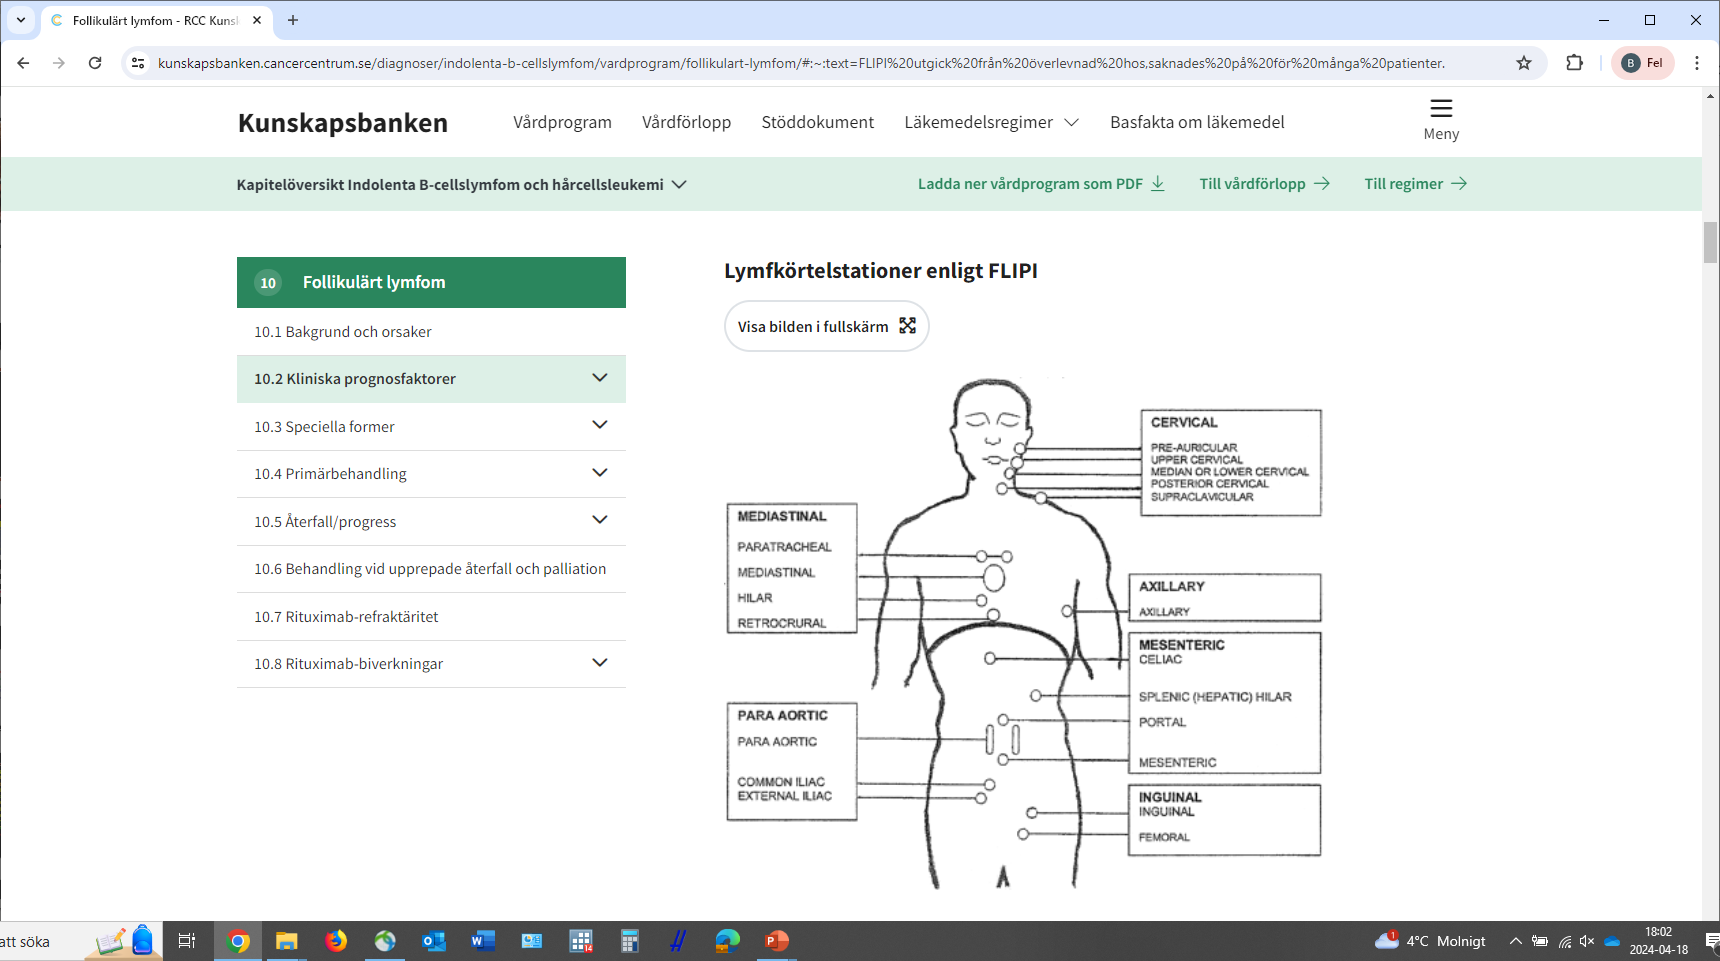 Follikulärt lymfom - RCC Kuns
kunskapsbanken.cancercentrum.se/diagnoser/indolenta-b-cellslymfom/vardprogram/follikulart-lymfom/#:~:text=FLIPI%20utgick%20från%20överlevnad%20hos,saknades%20på%20för%20många%20patienter.
B Fel
Kunskapsbanken
Vårdprogram
Vårdförlopp
Stöddokument
Läkemedelsregimer
Basfakta om läkemedel
Meny
Kapitelöversikt Indolenta B-cellslymfom och hårcellsleukemi
Ladda ner vårdprogram som PDF
Till vårdförlopp
Till regimer
10 Follikulärt lymfom
10.1 Bakgrund och orsaker
10.2 Kliniska prognosfaktorer
10.3 Speciella former
10.4 Primärbehandling
10.5 Återfall/progress
10.6 Behandling vid upprepade återfall och palliation
10.7 Rituximab-refraktäritet
10.8 Rituximab-biverkningar
Lymfkörtelstationer enligt FLIPI
Visa bilden i fullskärm
CERVICAL
PRE-AURICULAR
UPPER CERVICAL
MEDIAN OR LOWER CERVICAL
POSTERIOR CERVICAL
SUPRACLAVICULAR
MEDIASTINAL
PARATRACHEAL
MEDIASTINAL
HILAR
RETROCRURAL
AXILLARY
AXILLARY
MESENTERIC
CELIAC
SPLENIC (HEPATIC) HILAR
PORTAL
MESENTERIC
PARA AORTIC
PARA AORTIC
COMMON ILIAC
EXTERNAL ILIAC
INGUINAL
INGUINAL
FEMORAL
att söka
14
1
4°C Molnigt
18:02
2024-04-18